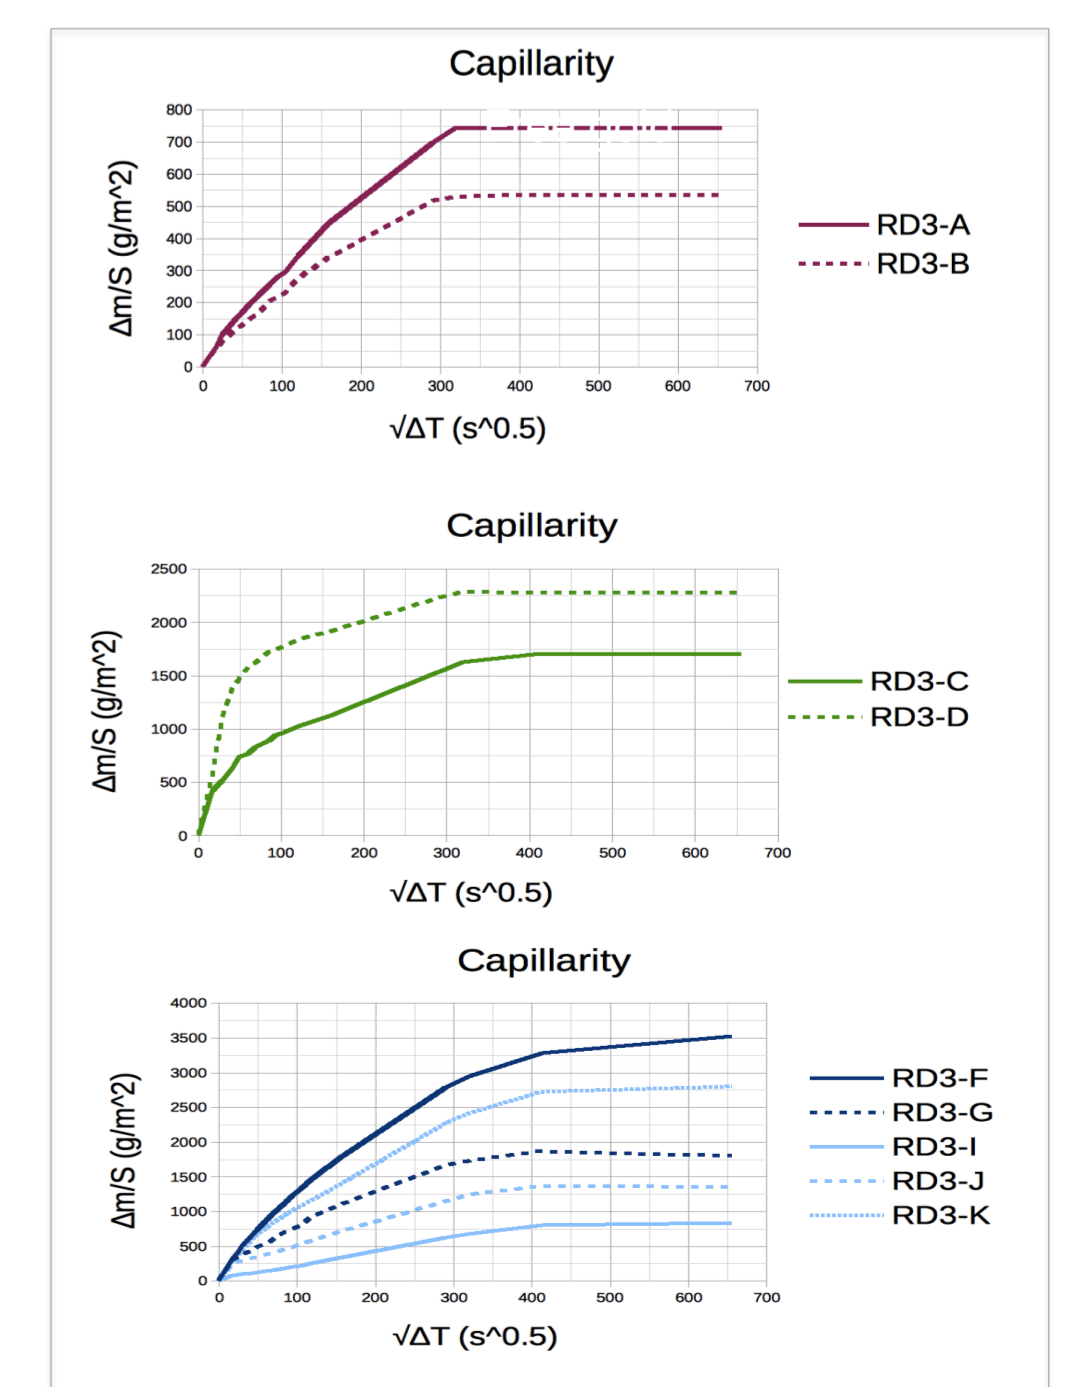 Capillarity
800
700
600
500
400
300
200
100
0
0 100 200 300 400 500 600 700
Δm/S (g/m^2)
√ΔT (s^0.5)
RD3-A
RD3-B
Capillarity
2500
2000
1500
1000
500
0
0 100 200 300 400 500 600 700
Δm/S (g/m^2)
√ΔT (s^0.5)
RD3-C
RD3-D
Capillarity
4000
3500
3000
2500
2000
1500
1000
500
0
0 100 200 300 400 500 600 700
Δm/S (g/m^2)
√ΔT (s^0.5)
RD3-F
RD3-G
RD3-I
RD3-J
RD3-K